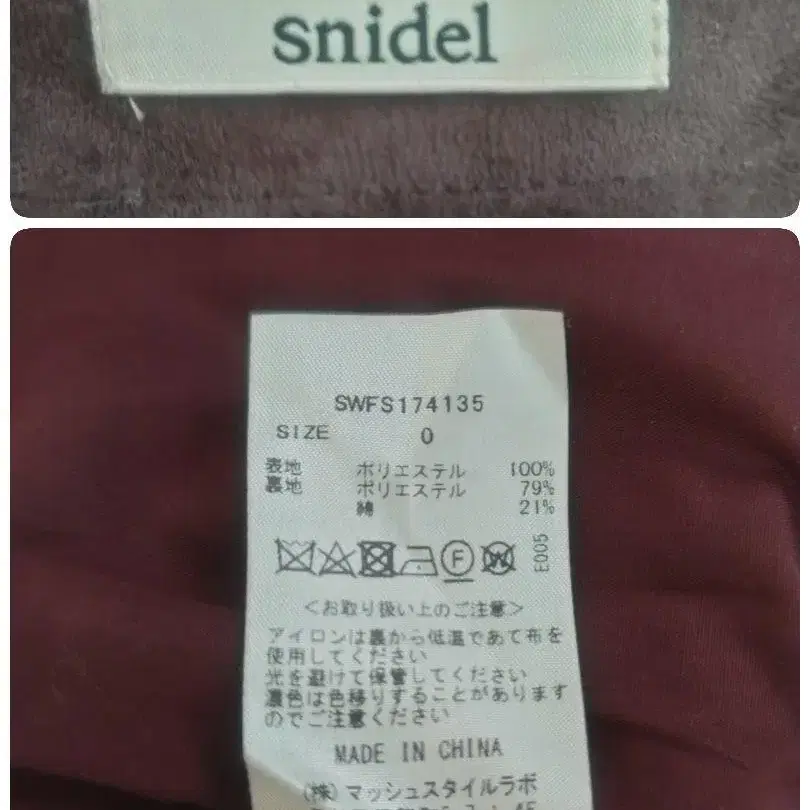 snidel
SWFS174135
SIZE 0
表地 ポリエステル 100%
裏地 ポリエステル 79%
綿 21%
F W
E005
<お取り扱い上のご注意>
アイロンは裏から低温であて布を
使用してください
光を避けて保管してください
濃色は色移りすることがあります
のでご注意ください
MADE IN CHINA
(株)マッシュスタイルラボ